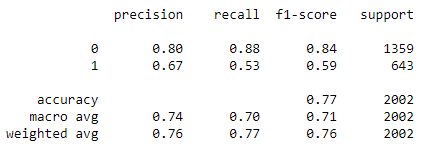 precision recall f1-score support
0 0.80 0.88 0.84 1359
1 0.67 0.53 0.59 643
accuracy 0.77 2002
macro avg 0.74 0.70 0.71 2002
weighted avg 0.76 0.77 0.76 2002